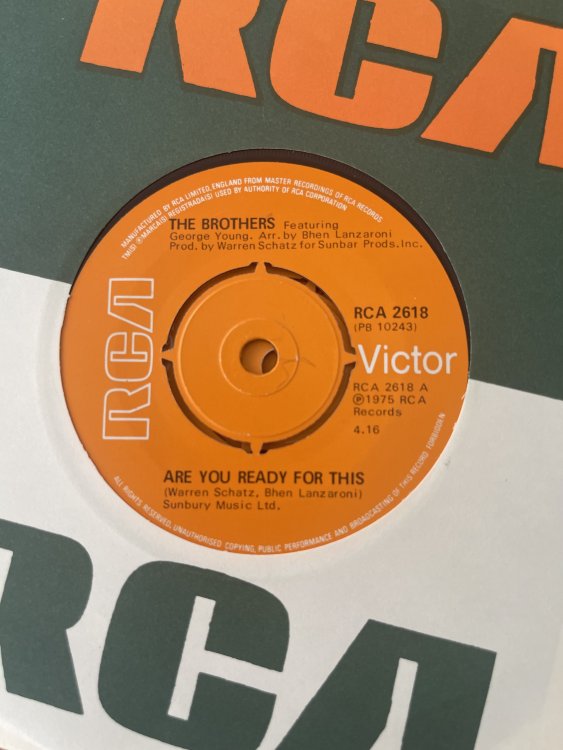 RCA
MANUFACTURED BY RCA LIMITED, ENGLAND FROM MASTER RECORDINGS OF RCA RECORDS
TM(S) ® MARCA(S) REGISTRADA(S) USED BY AUTHORITY OF RCA CORPORATION
THE BROTHERS Featuring
George Young. Arr. by Bhen Lanzaroni
Prod. by Warren Schatz for Sunbar Prods.Inc.
RCA 2618
(PB 10243)
RCA
Victor
RCA 2618 A
℗1975 RCA
Records
4.16
ARE YOU READY FOR THIS
(Warren Schatz, Bhen Lanzaroni)
Sunbury Music Ltd.
ALL RIGHTS RESERVED, UNAUTHORISED COPYING, PUBLIC PERFORMANCE AND BROADCASTING OF THIS RECORD FORBIDDEN
RCA